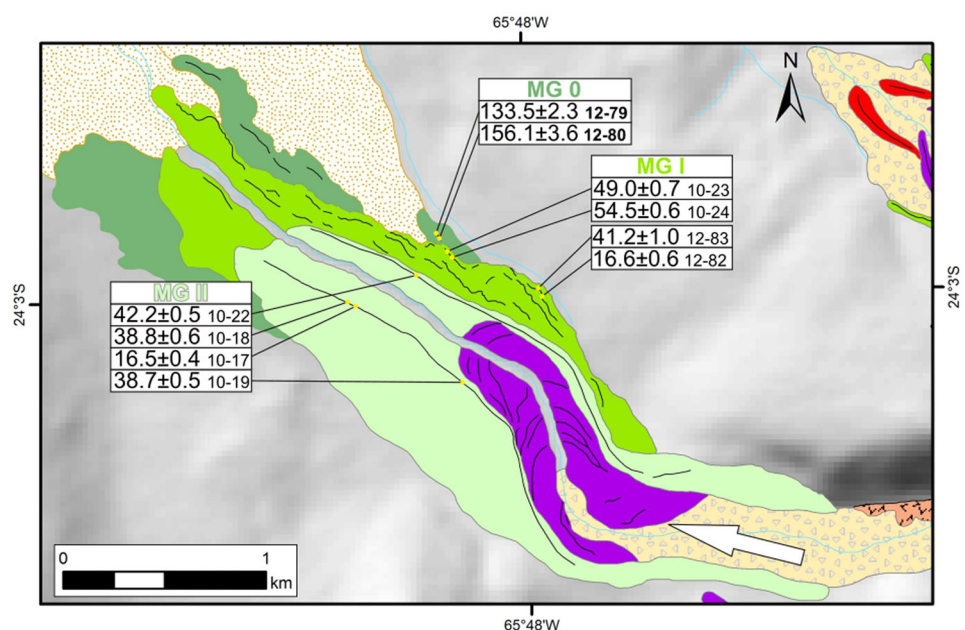 65°48'W
N
MG 0
133.5±2.3 12-79
156.1±3.6 12-80
MG I
49.0±0.7 10-23
54.5±0.6 10-24
41.2±1.0 12-83
16.6±0.6 12-82
24°3'S
24°3'S
MG II
42.2±0.5 10-22
38.8±0.6 10-18
16.5±0.4 10-17
38.7±0.5 10-19
0 1
km
65°48'W